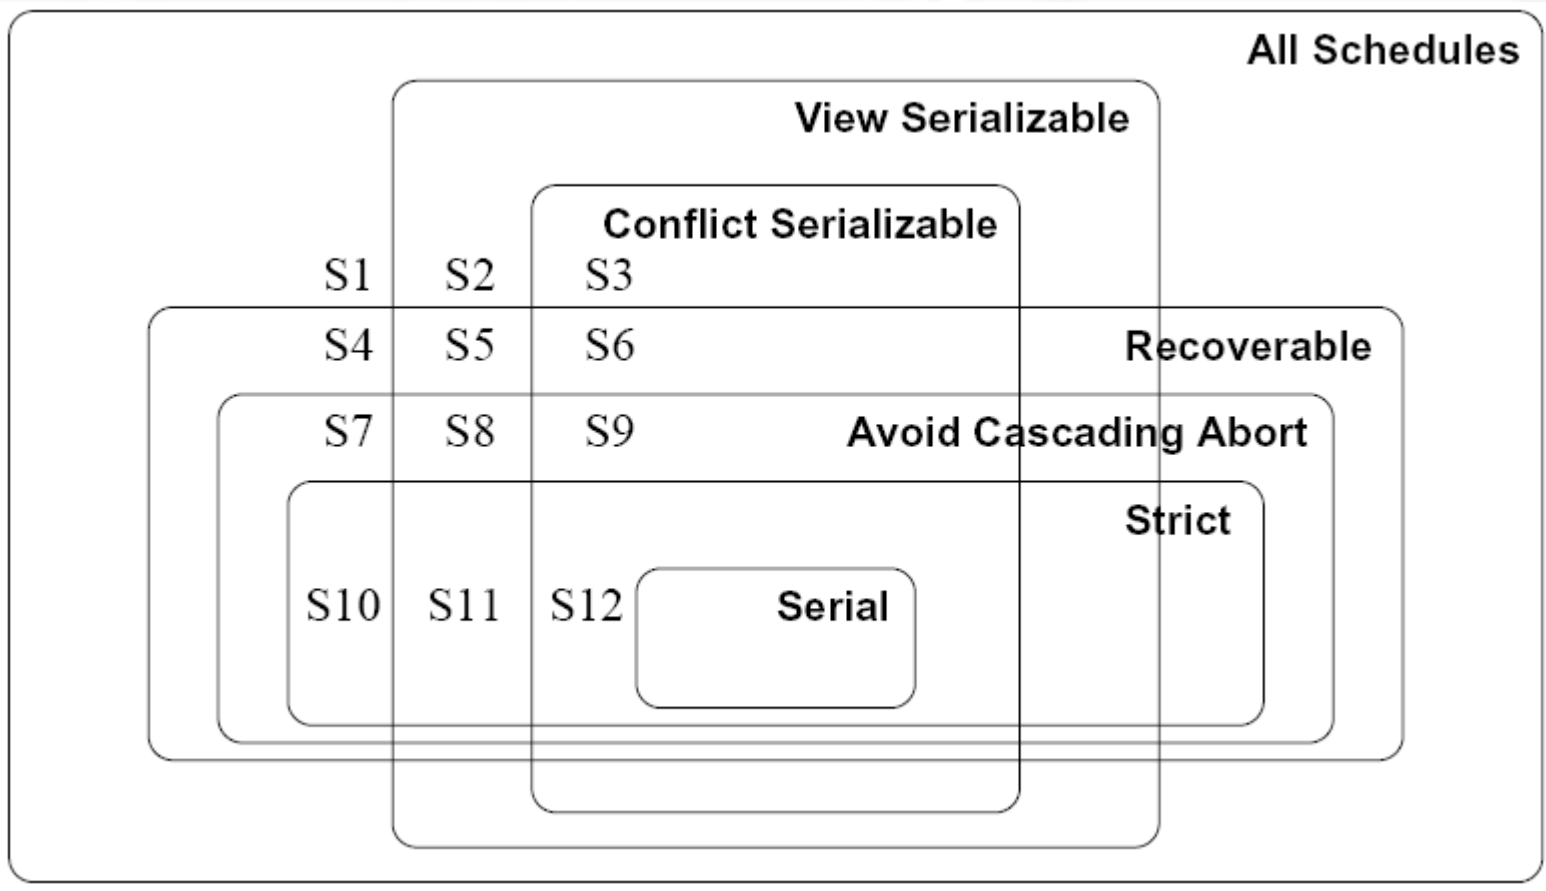 All Schedules
View Serializable
Conflict Serializable
S1 S2 S3
S4 S5 S6 Recoverable
S7 S8 S9 Avoid Cascading Abort
Strict
S10 S11 S12 Serial